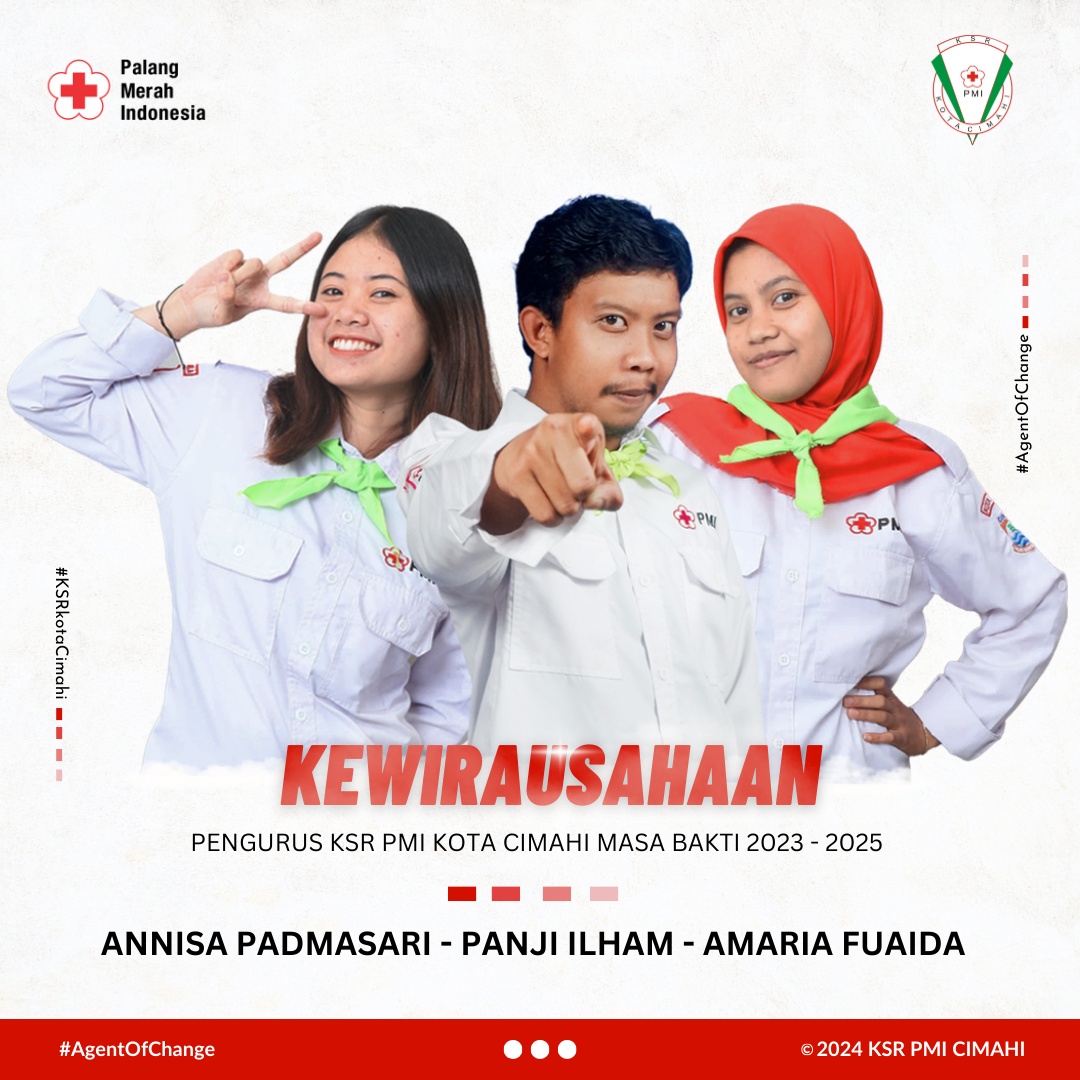 Palang
Merah
Indonesia
KSR
PMI
KOTA CIMAHI
#AgentOfChange
#KSRkotaCimahi
PMI
PM
KEWIRAUSAHAAN
PENGURUS KSR PMI KOTA CIMAHI MASA BAKTI 2023 - 2025
ANNISA PADMASARI - PANJI ILHAM - AMARIA FUAIDA
#AgentOfChange
© 2024 KSR PMI CIMAHI